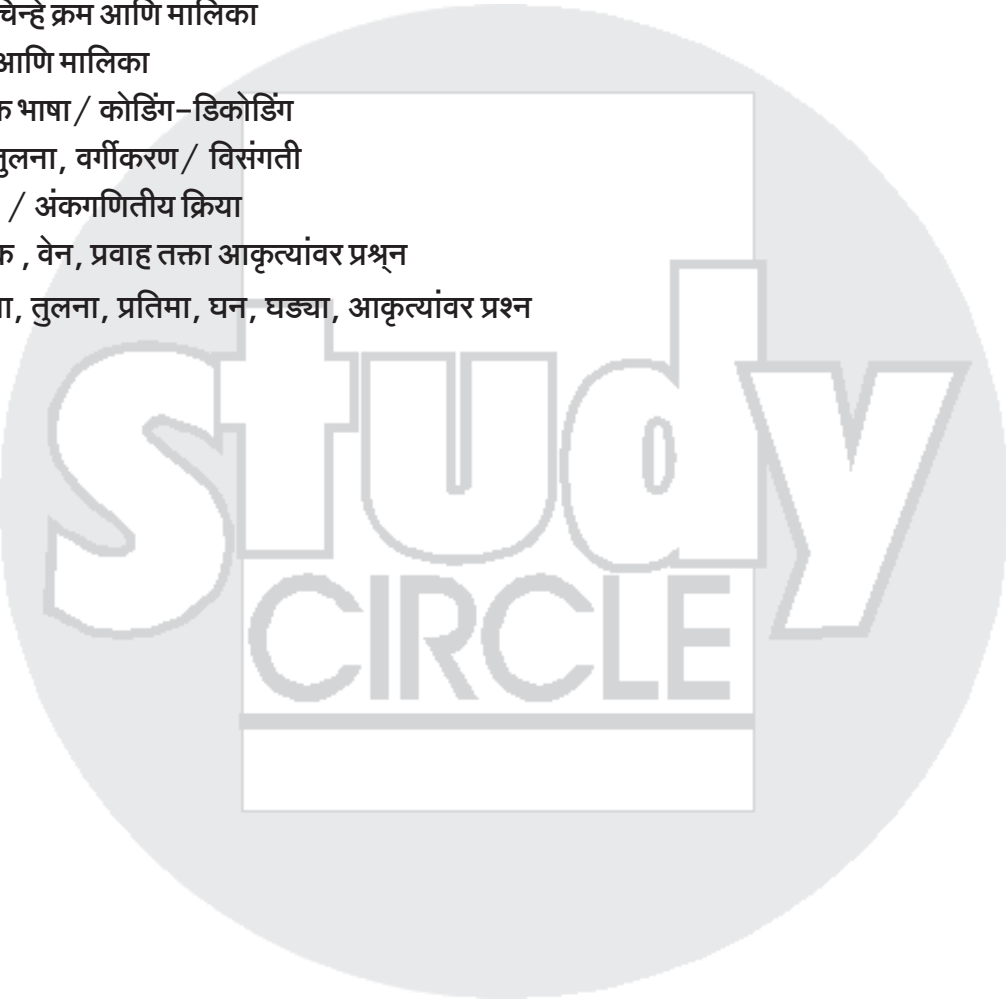 चिन्हे क्रम आणि मालिका
आणि मालिका
भाषा / कोडिंग-डिकोडिंग
तुलना, वर्गीकरण / विसंगती
/ अंकगणितीय क्रिया
, वेन, प्रवाह तक्ता आकृत्यांवर प्रश्र्न
, तुलना, प्रतिमा, घन, घड्या, आकृत्यांवर प्रश्न
study
CIRCLE